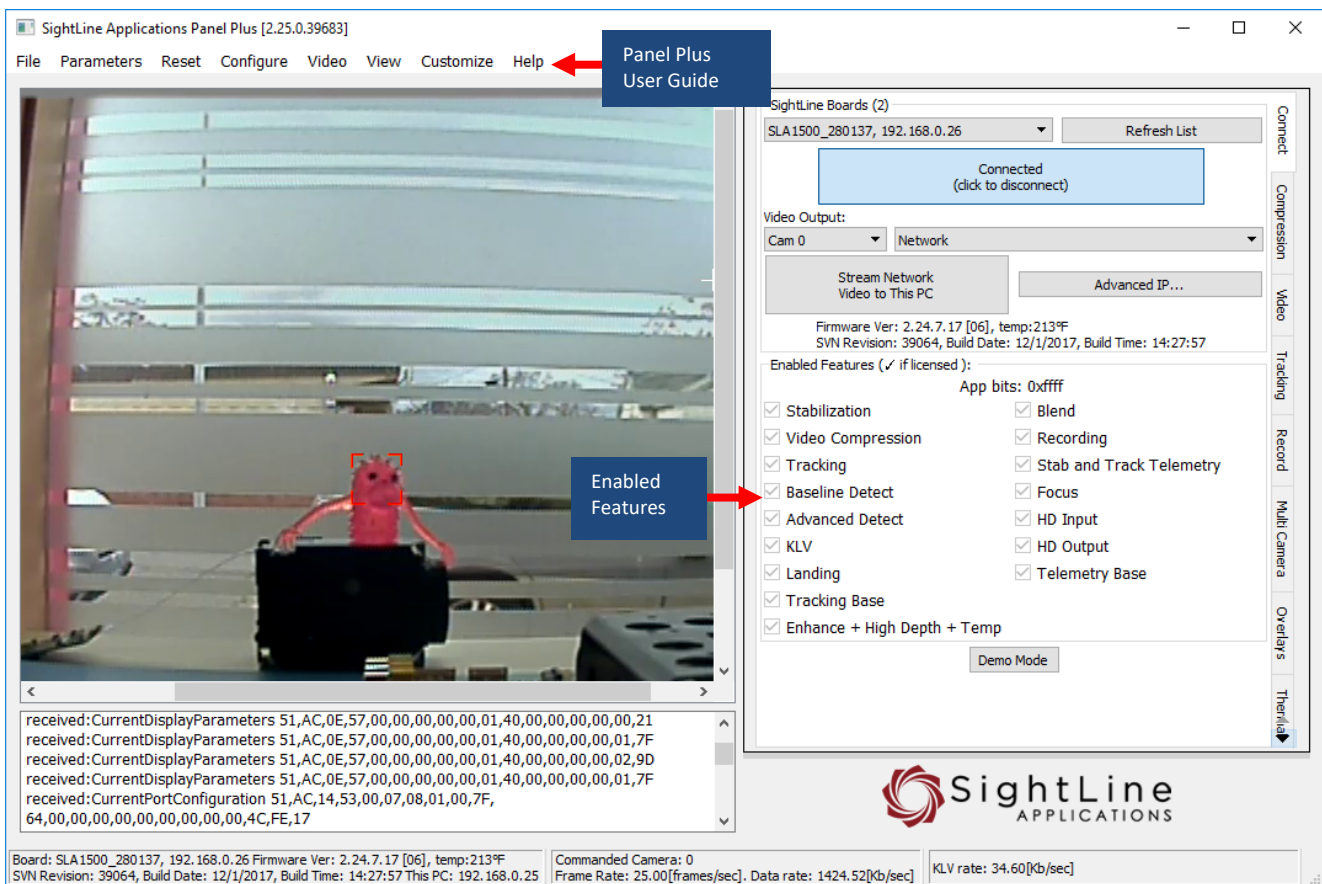 SightLine Applications Panel Plus [2.25.0.39683]
File Parameters Reset Configure Video View Customize Help
Panel Plus
User Guide
SightLine Boards (2)
SLA1500_280137, 192.168.0.26
Refresh List
Connected
(click to disconnect)
Video Output:
Cam 0
Network
Stream Network
Video to This PC
Advanced IP...
Firmware Ver: 2.24.7.17 [06], temp:213°F
SVN Revision: 39064, Build Date: 12/1/2017, Build Time: 14:27:57
Enabled Features (✓ if licensed ):
App bits: 0xffff
Stabilization
Video Compression
Tracking
Baseline Detect
Advanced Detect
KLV
Landing
Tracking Base
Enhance + High Depth + Temp
Blend
Recording
Stab and Track Telemetry
Focus
HD Input
HD Output
Telemetry Base
Demo Mode
Enabled
Features
Connect
Compression
Video
Tracking
Record
Multi Camera
Overlays
received:CurrentDisplayParameters 51,AC,0E,57,00,00,00,00,00,01,40,00,00,00,00,00,21
received:CurrentDisplayParameters 51,AC,0E,57,00,00,00,00,00,01,40,00,00,00,00,01,7F
received:CurrentDisplayParameters 51,AC,0E,57,00,00,00,00,00,01,40,00,00,00,00,02,9D
received:CurrentDisplayParameters 51,AC,0E,57,00,00,00,00,00,01,40,00,00,00,00,01,7F
received:CurrentPortConfiguration 51,AC,14,53,00,07,08,01,00,7F,
64,00,00,00,00,00,00,00,00,00,4C,FE,17
SightLine
APPLICATIONS
Board: SLA1500_280137, 192.168.0.26 Firmware Ver: 2.24.7.17 [06], temp:213°F
SVN Revision: 39064, Build Date: 12/1/2017, Build Time: 14:27:57 This PC: 192.168.0.25
Commanded Camera: 0
Frame Rate: 25.00[frames/sec]. Data rate: 1424.52[Kb/sec]
KLV rate: 34.60[Kb/sec]